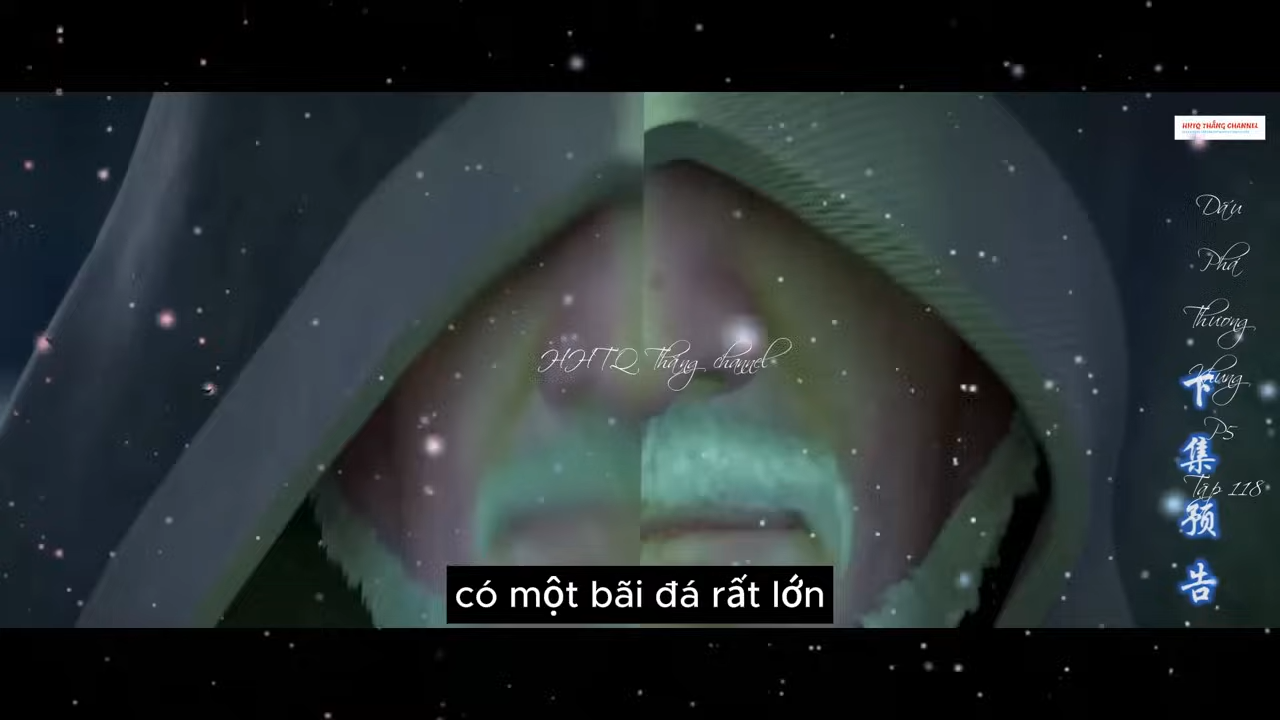 HHTQ THẮNG CHANNEL
Dấu
Phá
Thương
Khung
P5
Tập 118
下
集
预
告
HHTQ Thắng channel
có một bãi đá rất lớn